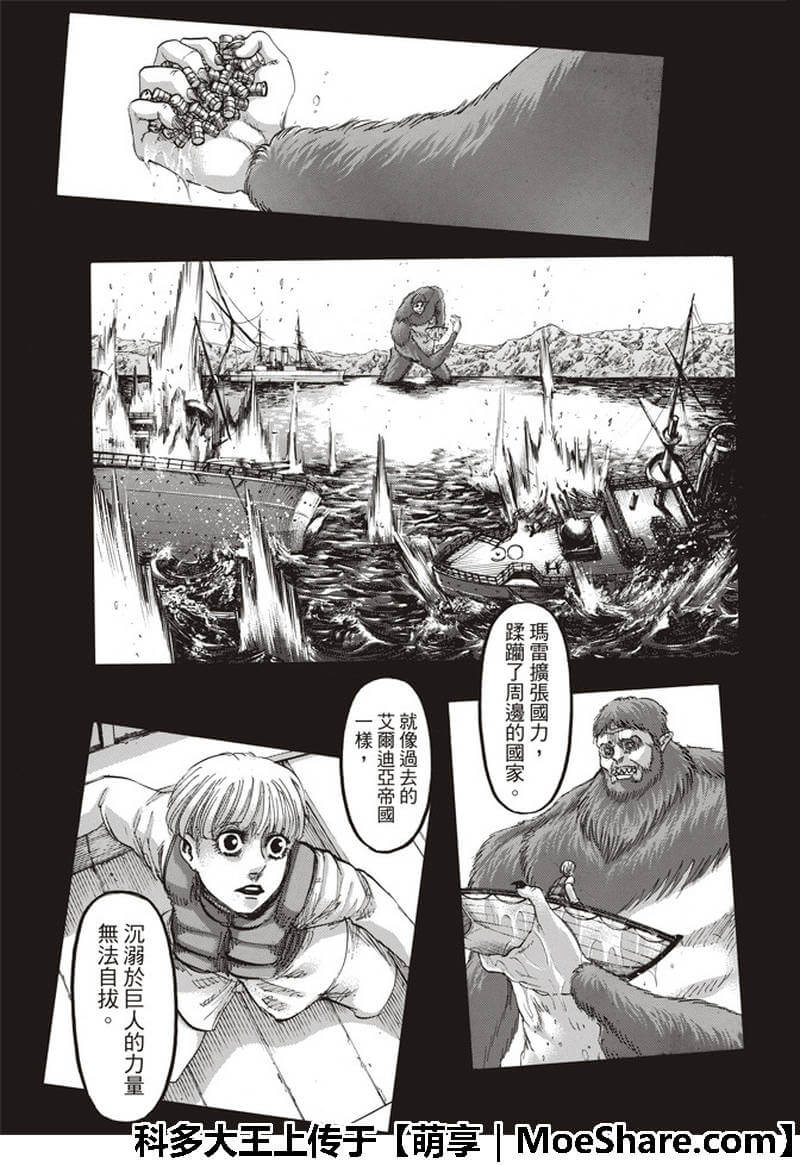 瑪雷擴張國力，
蹂躪了周邊的國家。
就像過去的
艾爾迪亞帝國
一樣，
沉溺於巨人的力量
無法自拔。
科多大王上传于【萌享 | MoeShare.com】